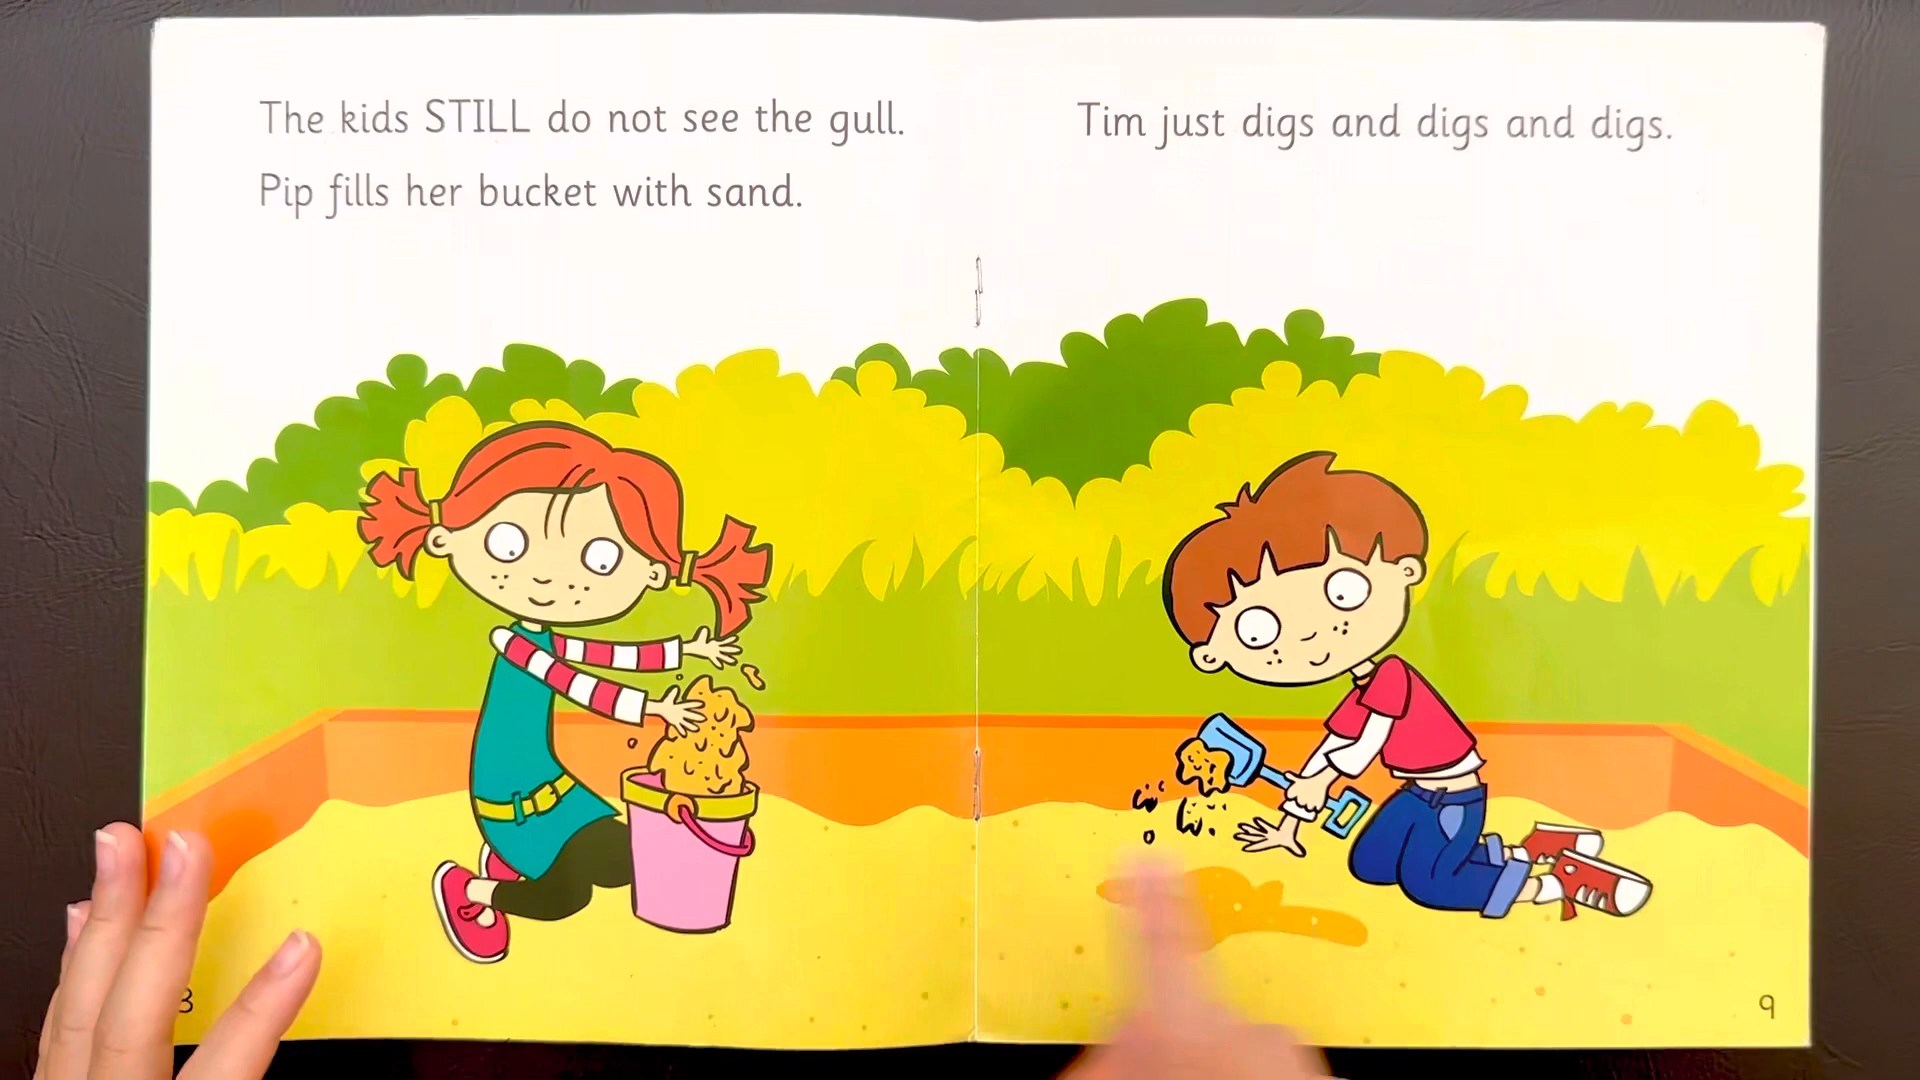 The kids STILL do not see the gull.
Pip fills her bucket with sand.
Tim just digs and digs and digs.
9